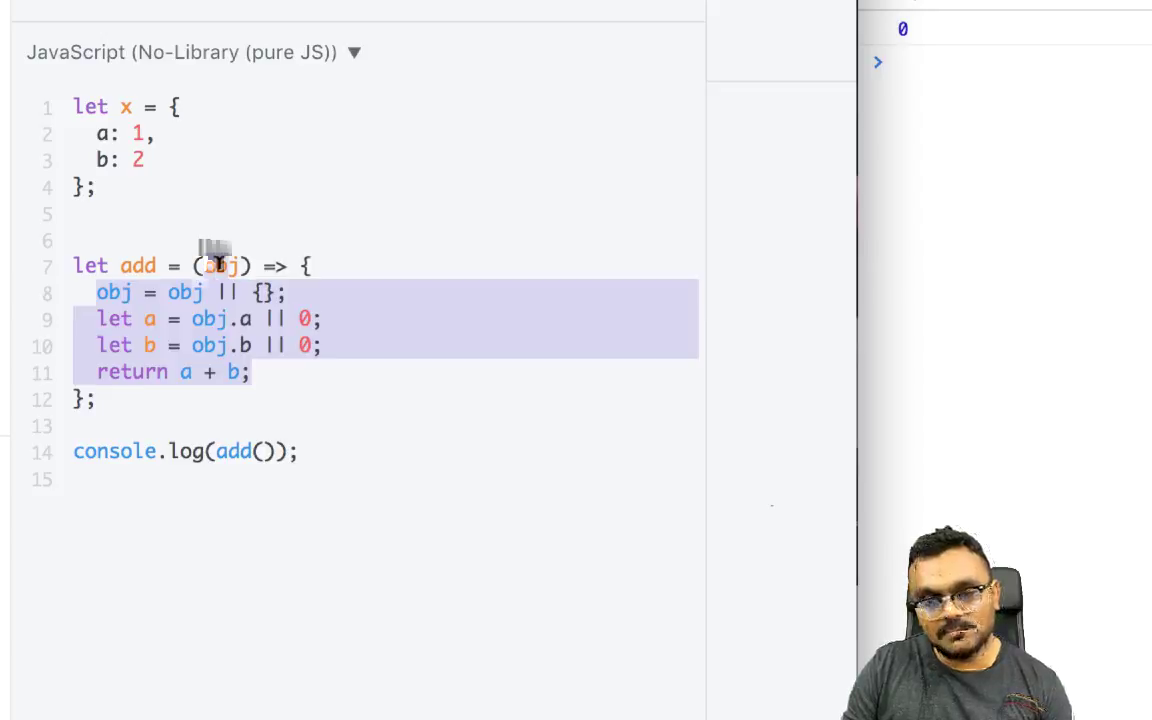 JavaScript (No-Library (pure JS)) ▼
1 let x = {
2 a: 1,
3 b: 2
4 };
5
6
7 let add = (obj) => {
8 obj = obj || {};
9 let a = obj.a || 0;
10 let b = obj.b || 0;
11 return a + b;
12 };
13
14 console.log(add());
15
0
>